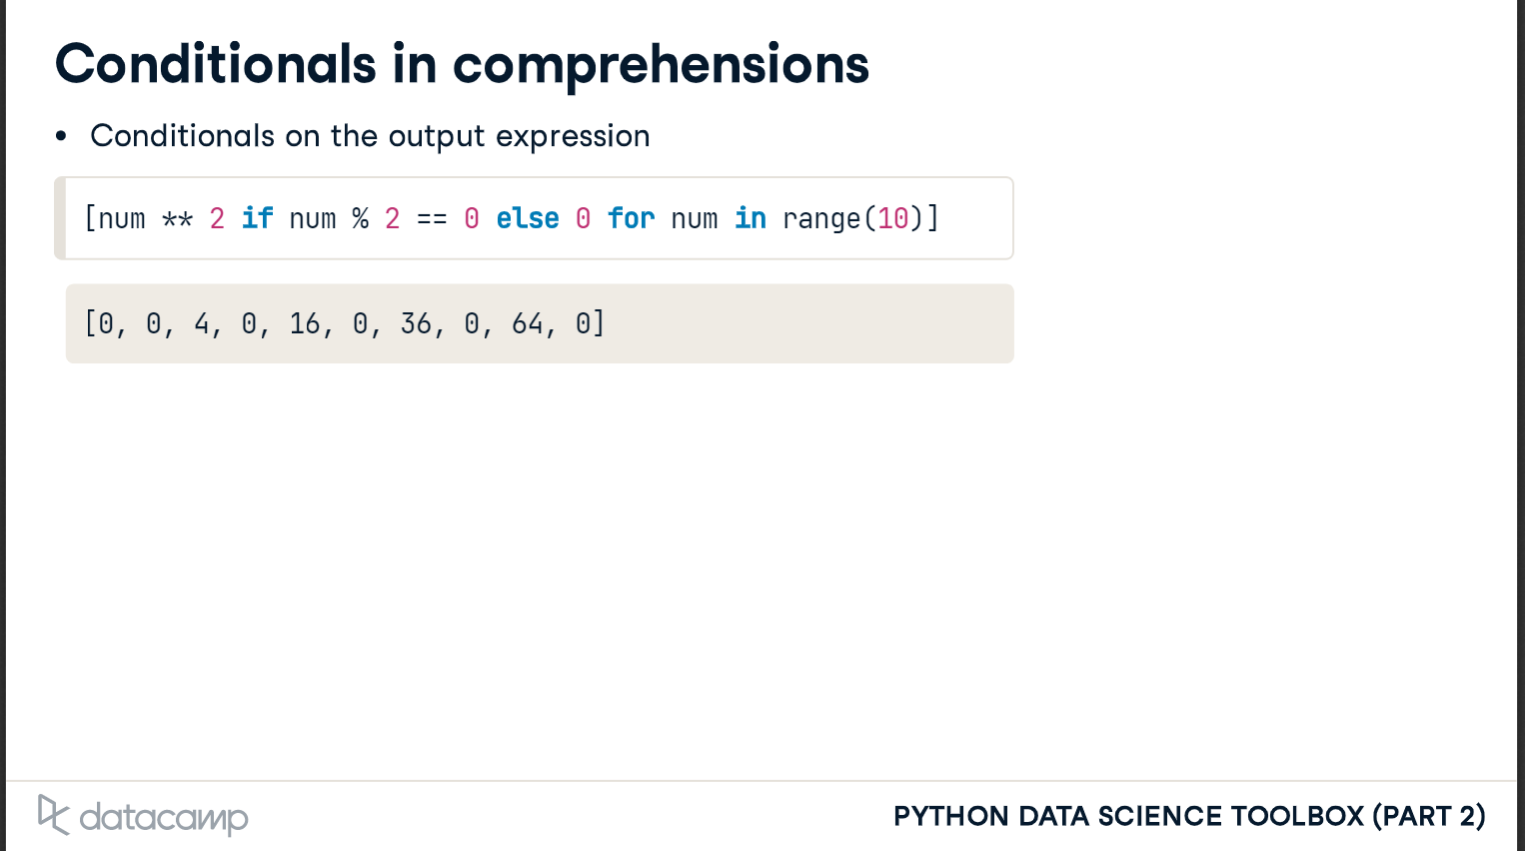 Conditionals in comprehensions
• Conditionals on the output expression
[num ** 2 if num % 2 == 0 else 0 for num in range(10)]
[0, 0, 4, 0, 16, 0, 36, 0, 64, 0]
datacamp
PYTHON DATA SCIENCE TOOLBOX (PART 2)